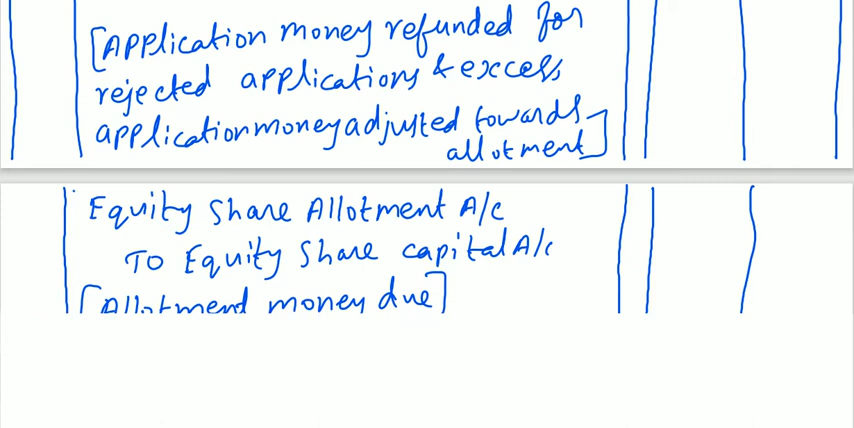 [Application money refunded for
rejected applications & excess
application money adjusted towards
allotment]
Equity Share Allotment A/c
To Equity Share capital A/c
[Allotment money due]